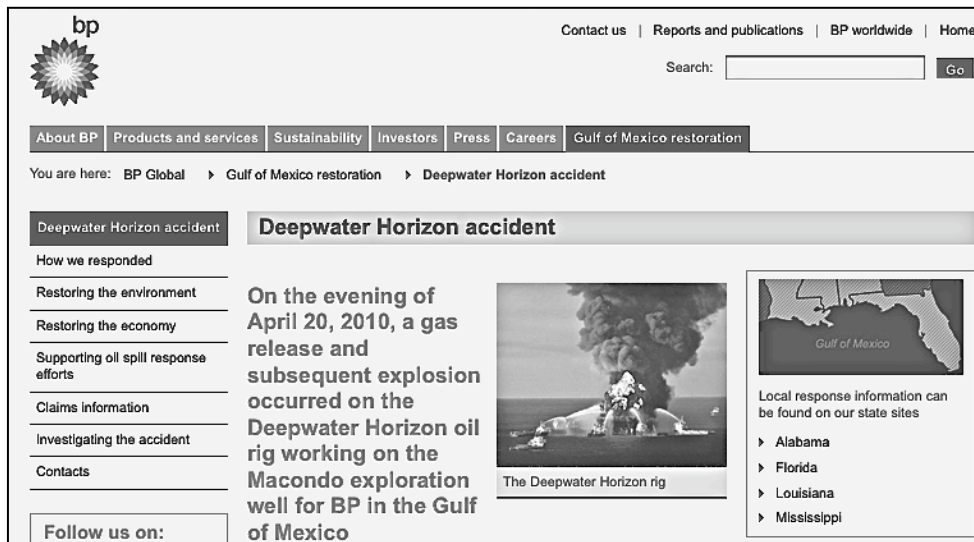 bp
Contact us | Reports and publications | BP worldwide | Home
Search:
Go
About BP
Products and services
Sustainability
Investors
Press
Careers
Gulf of Mexico restoration
You are here: BP Global
Gulf of Mexico restoration
Deepwater Horizon accident
Deepwater Horizon accident
How we responded
Restoring the environment
Restoring the economy
Supporting oil spill response
efforts
Claims information
Investigating the accident
Contacts
Follow us on:
Deepwater Horizon accident
On the evening of
April 20, 2010, a gas
release and
subsequent explosion
occurred on the
Deepwater Horizon oil
rig working on the
Macondo exploration
well for BP in the Gulf
of Mexico
The Deepwater Horizon rig
Gulf of Mexico
Local response information can
be found on our state sites
Alabama
Florida
Louisiana
Mississippi